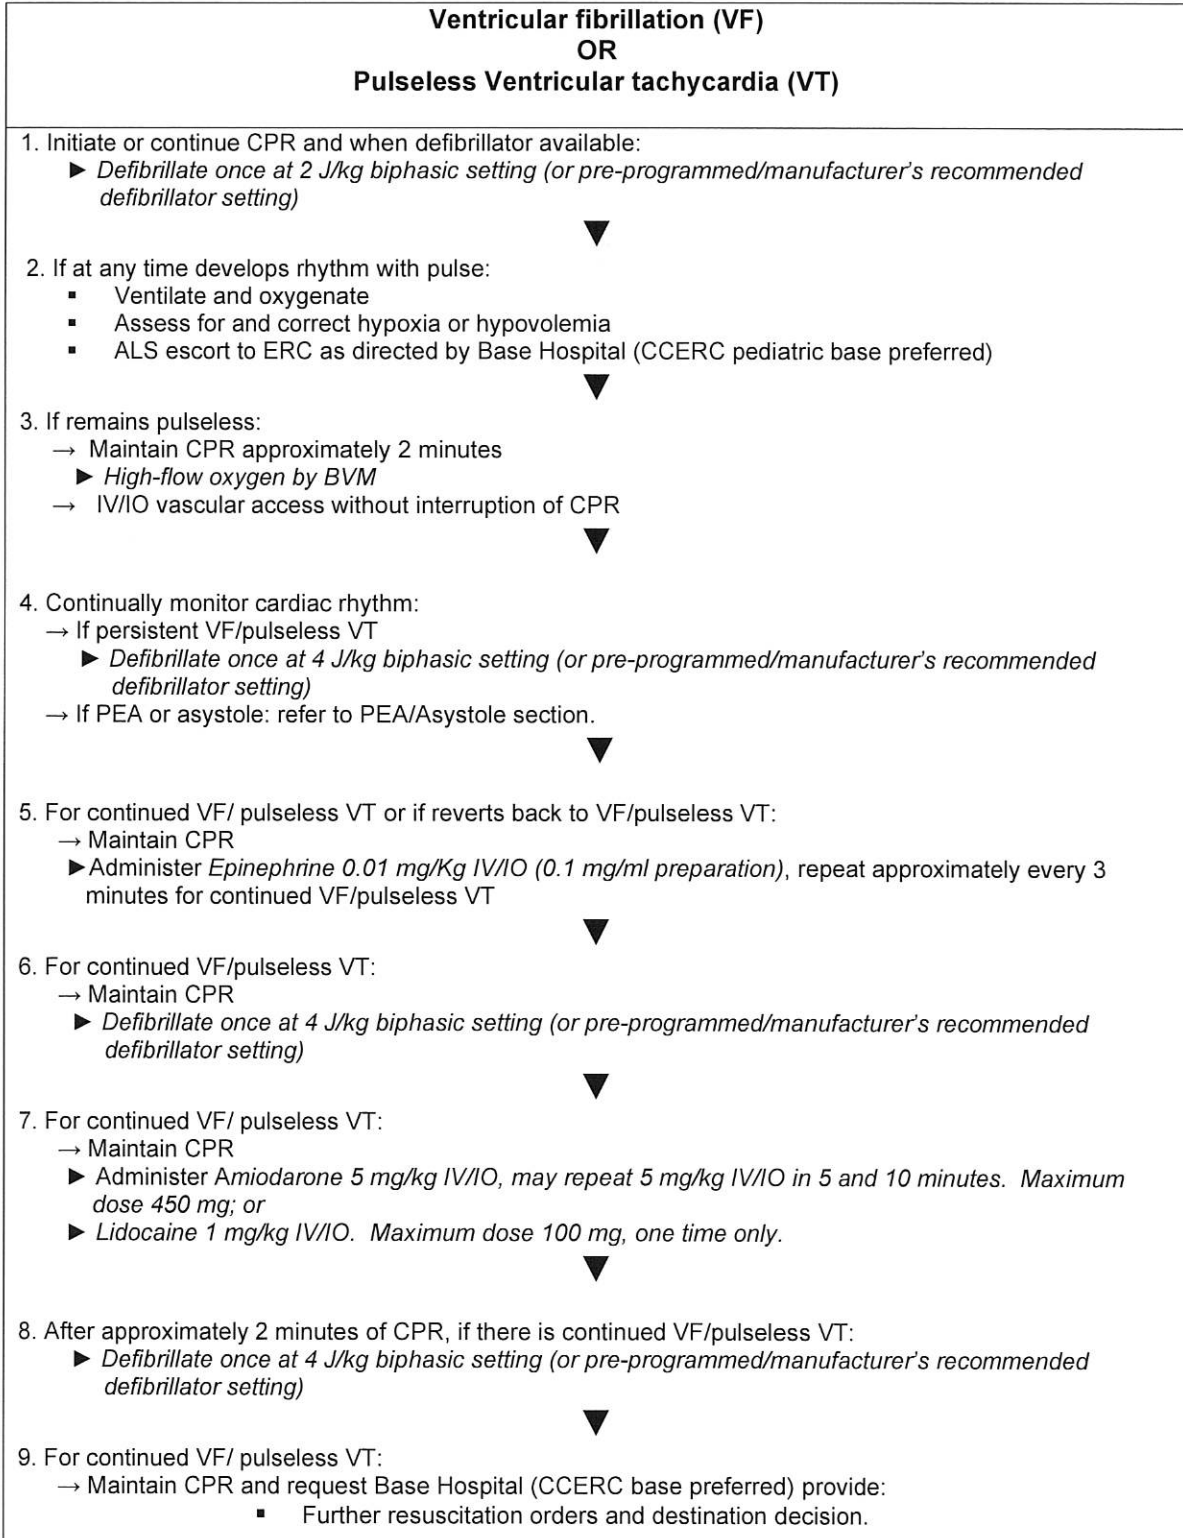 Ventricular fibrillation (VF)
OR
Pulseless Ventricular tachycardia (VT)
1. Initiate or continue CPR and when defibrillator available:
► Defibrillate once at 2 J/kg biphasic setting (or pre-programmed/manufacturer's recommended
defibrillator setting)
▼
2. If at any time develops rhythm with pulse:
▪ Ventilate and oxygenate
▪ Assess for and correct hypoxia or hypovolemia
▪ ALS escort to ERC as directed by Base Hospital (CCERC pediatric base preferred)
▼
3. If remains pulseless:
→ Maintain CPR approximately 2 minutes
► High-flow oxygen by BVM
→ IV/IO vascular access without interruption of CPR
▼
4. Continually monitor cardiac rhythm:
→ If persistent VF/pulseless VT
► Defibrillate once at 4 J/kg biphasic setting (or pre-programmed/manufacturer's recommended
defibrillator setting)
→ If PEA or asystole: refer to PEA/Asystole section.
▼
5. For continued VF/ pulseless VT or if reverts back to VF/pulseless VT:
→ Maintain CPR
►Administer Epinephrine 0.01 mg/Kg IV/IO (0.1 mg/ml preparation), repeat approximately every 3
minutes for continued VF/pulseless VT
▼
6. For continued VF/pulseless VT:
→ Maintain CPR
► Defibrillate once at 4 J/kg biphasic setting (or pre-programmed/manufacturer's recommended
defibrillator setting)
▼
7. For continued VF/ pulseless VT:
→ Maintain CPR
► Administer Amiodarone 5 mg/kg IV/IO, may repeat 5 mg/kg IV/IO in 5 and 10 minutes. Maximum
dose 450 mg; or
► Lidocaine 1 mg/kg IV/IO. Maximum dose 100 mg, one time only.
▼
8. After approximately 2 minutes of CPR, if there is continued VF/pulseless VT:
► Defibrillate once at 4 J/kg biphasic setting (or pre-programmed/manufacturer's recommended
defibrillator setting)
▼
9. For continued VF/ pulseless VT:
→ Maintain CPR and request Base Hospital (CCERC base preferred) provide:
▪ Further resuscitation orders and destination decision.